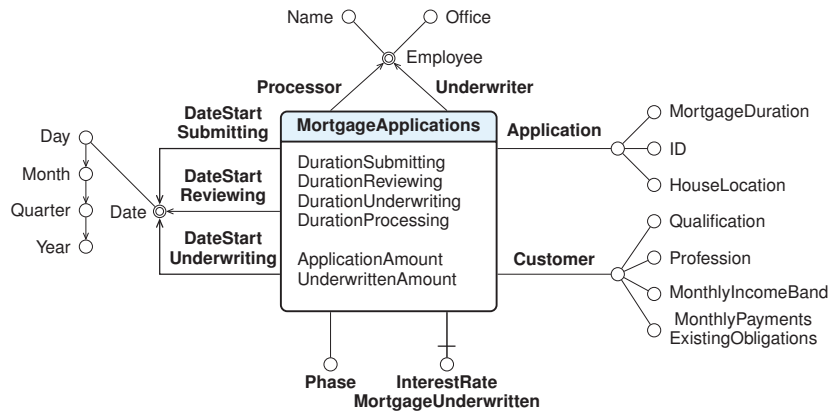 Name
Office
Employee
Processor
Underwriter
DateStart
Submitting
MortgageApplications
Application
MortgageDuration
ID
HouseLocation
Day
Month
Quarter
Year
Date
DateStart
Reviewing
DateStart
Underwriting
DurationSubmitting
DurationReviewing
DurationUnderwriting
DurationProcessing
ApplicationAmount
UnderwrittenAmount
Customer
Qualification
Profession
MonthlyIncomeBand
MonthlyPayments
ExistingObligations
Phase
InterestRate
MortgageUnderwritten